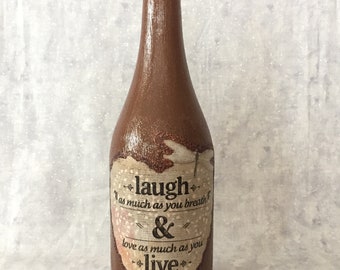 laugh
as much as you breathe
&
love as much as you
live